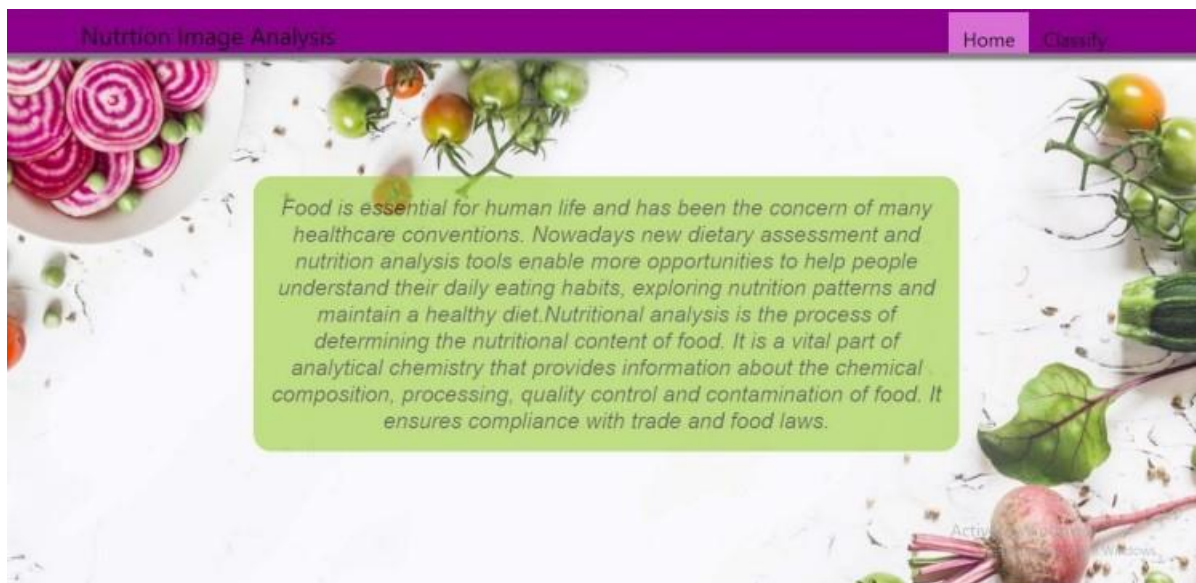 Nutrtion Image Analysis
Home Classify
Food is essential for human life and has been the concern of many
healthcare conventions. Nowadays new dietary assessment and
nutrition analysis tools enable more opportunities to help people
understand their daily eating habits, exploring nutrition patterns and
maintain a healthy diet.Nutritional analysis is the process of
determining the nutritional content of food. It is a vital part of
analytical chemistry that provides information about the chemical
composition, processing, quality control and contamination of food. It
ensures compliance with trade and food laws.